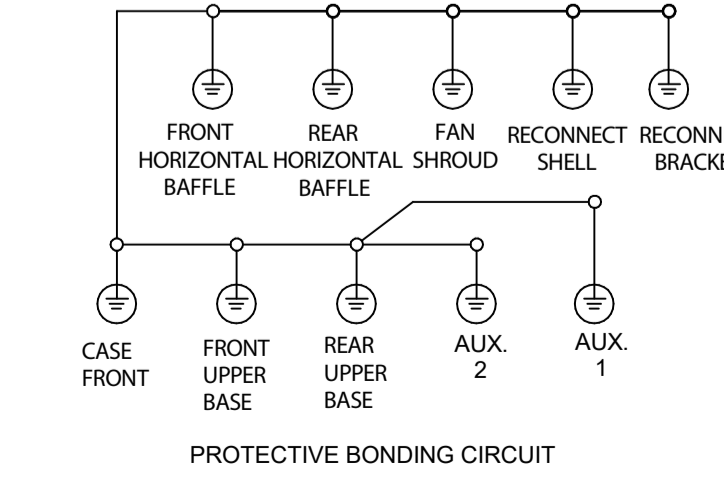 FRONT
HORIZONTAL
BAFFLE
REAR
HORIZONTAL
BAFFLE
FAN
SHROUD
RECONNECT
SHELL
CASE
FRONT
FRONT
UPPER
BASE
REAR
UPPER
BASE
AUX.
2
AUX.
1
PROTECTIVE BONDING CIRCUIT